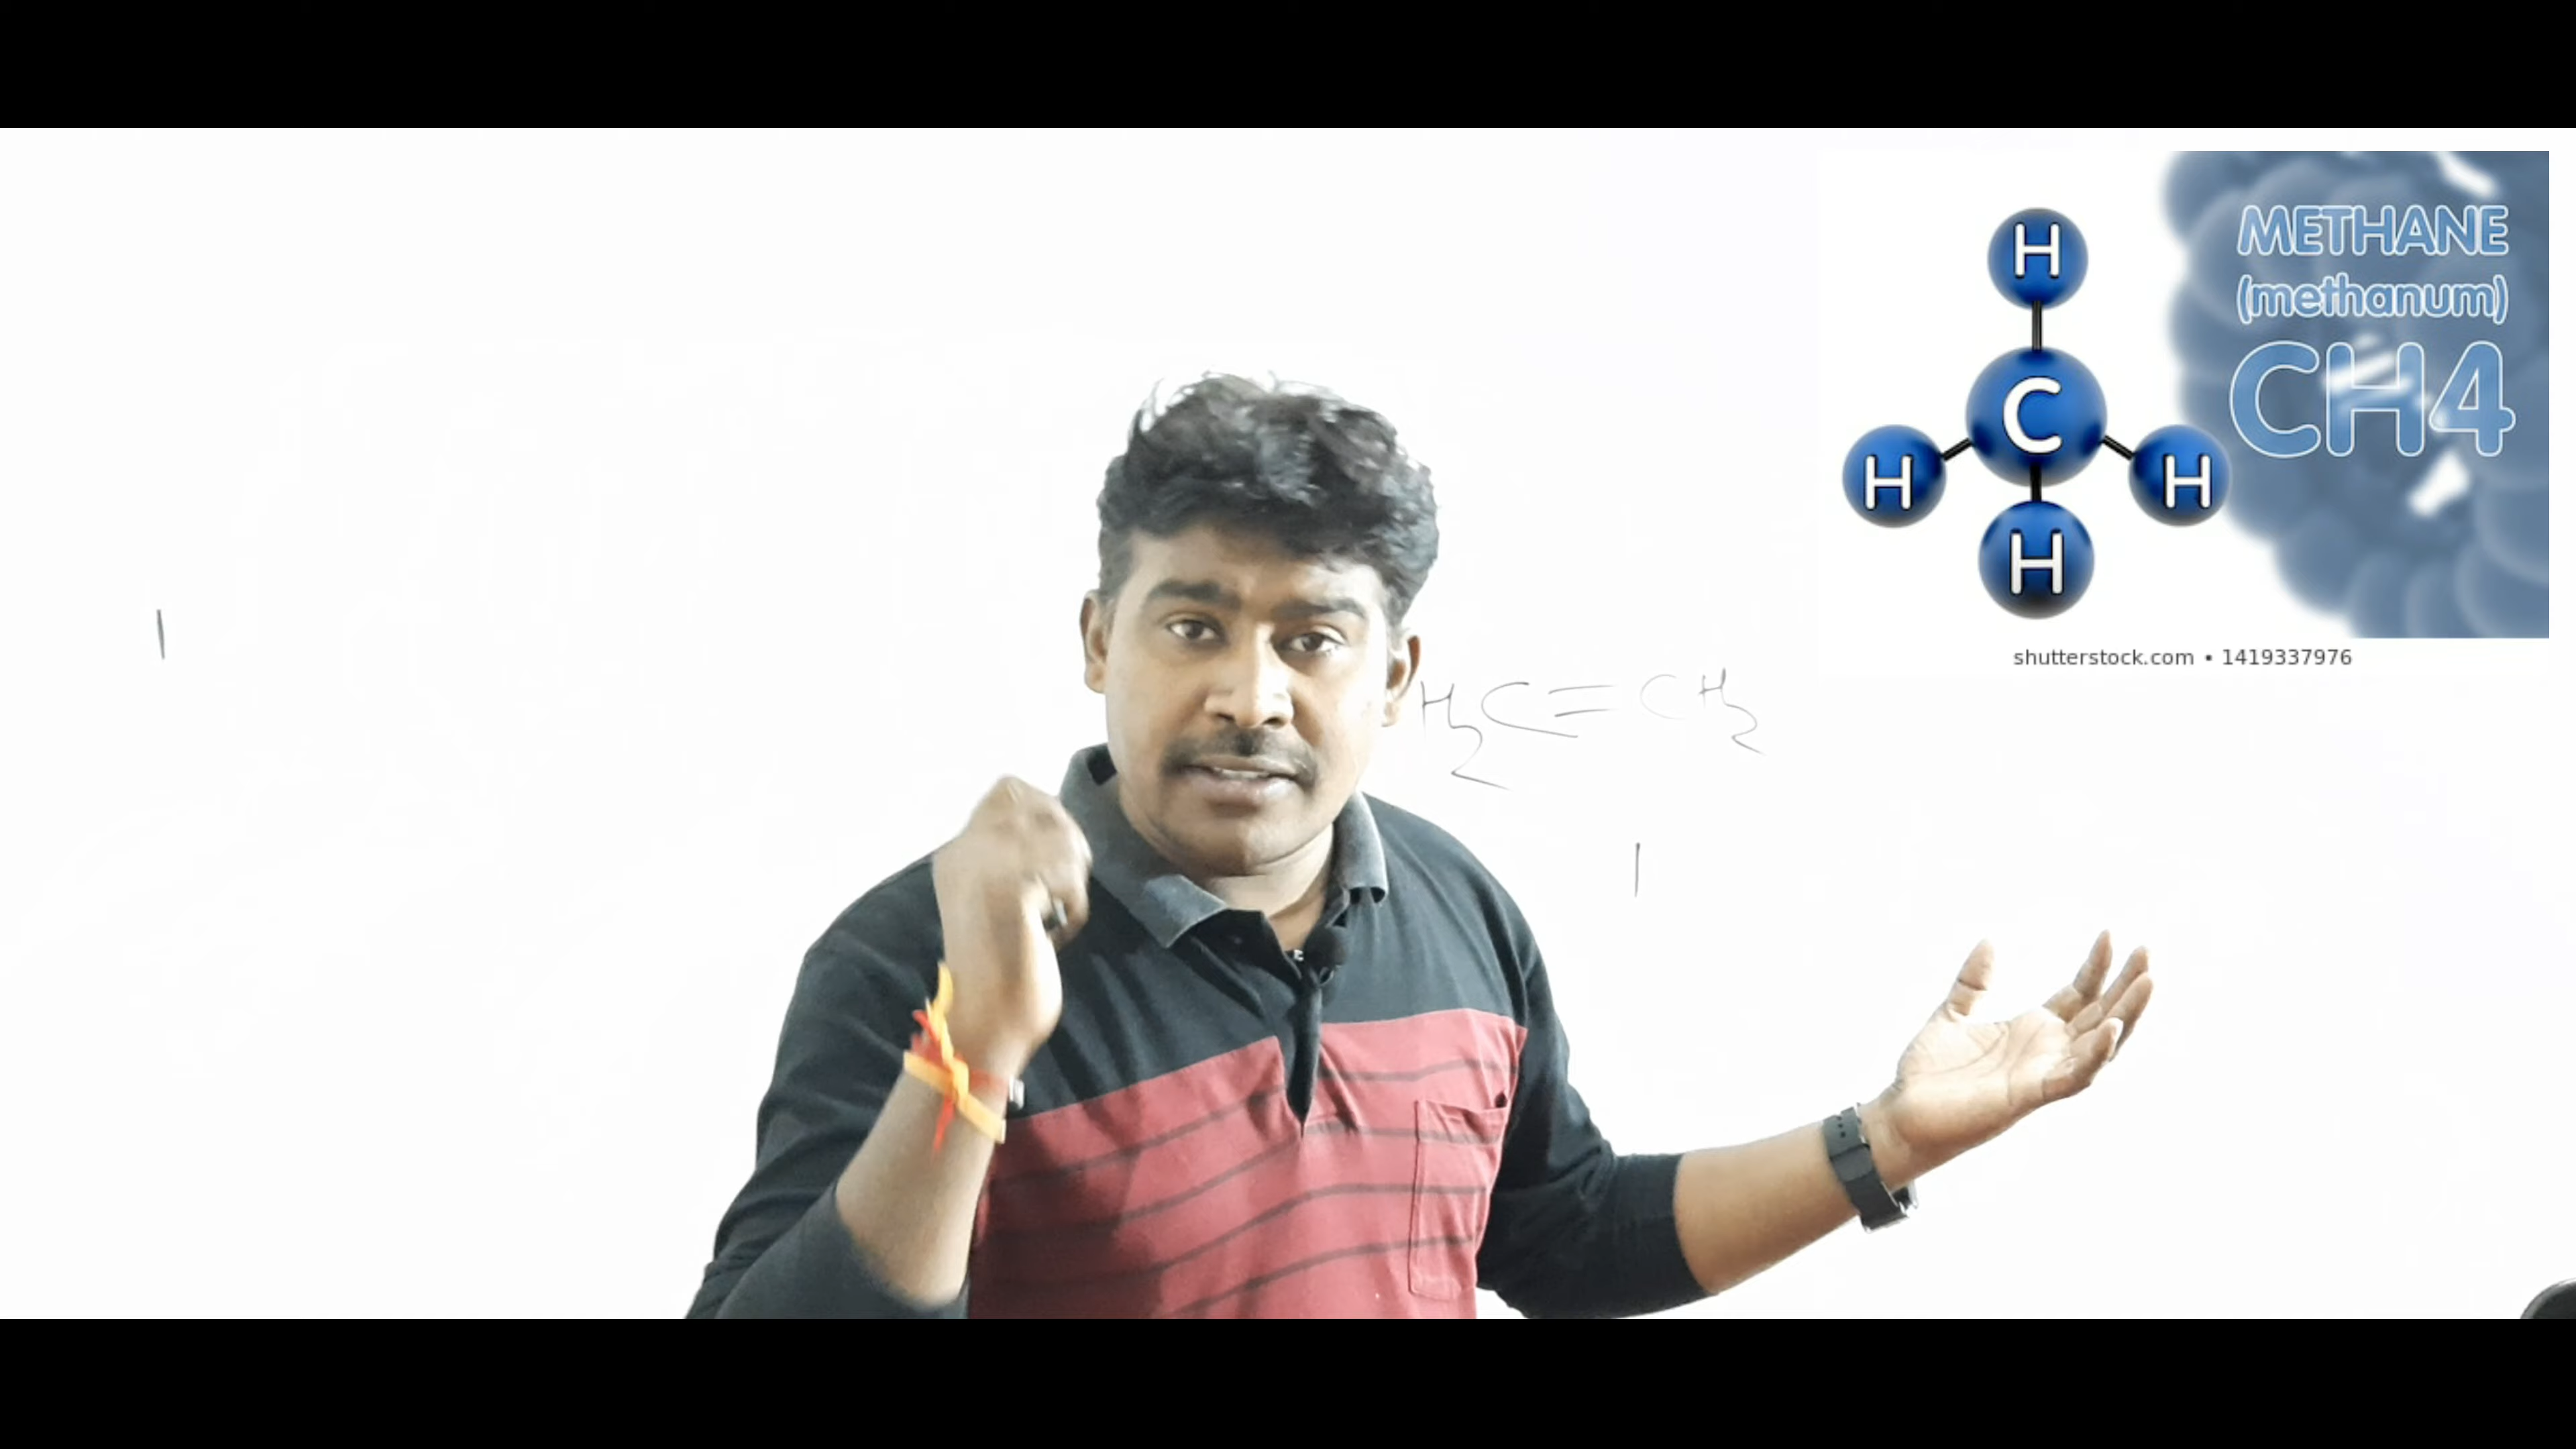 METHANE
(methanum)
CH4
H
C
H
H
H
shutterstock.com • 1419337976
H2C=CH2